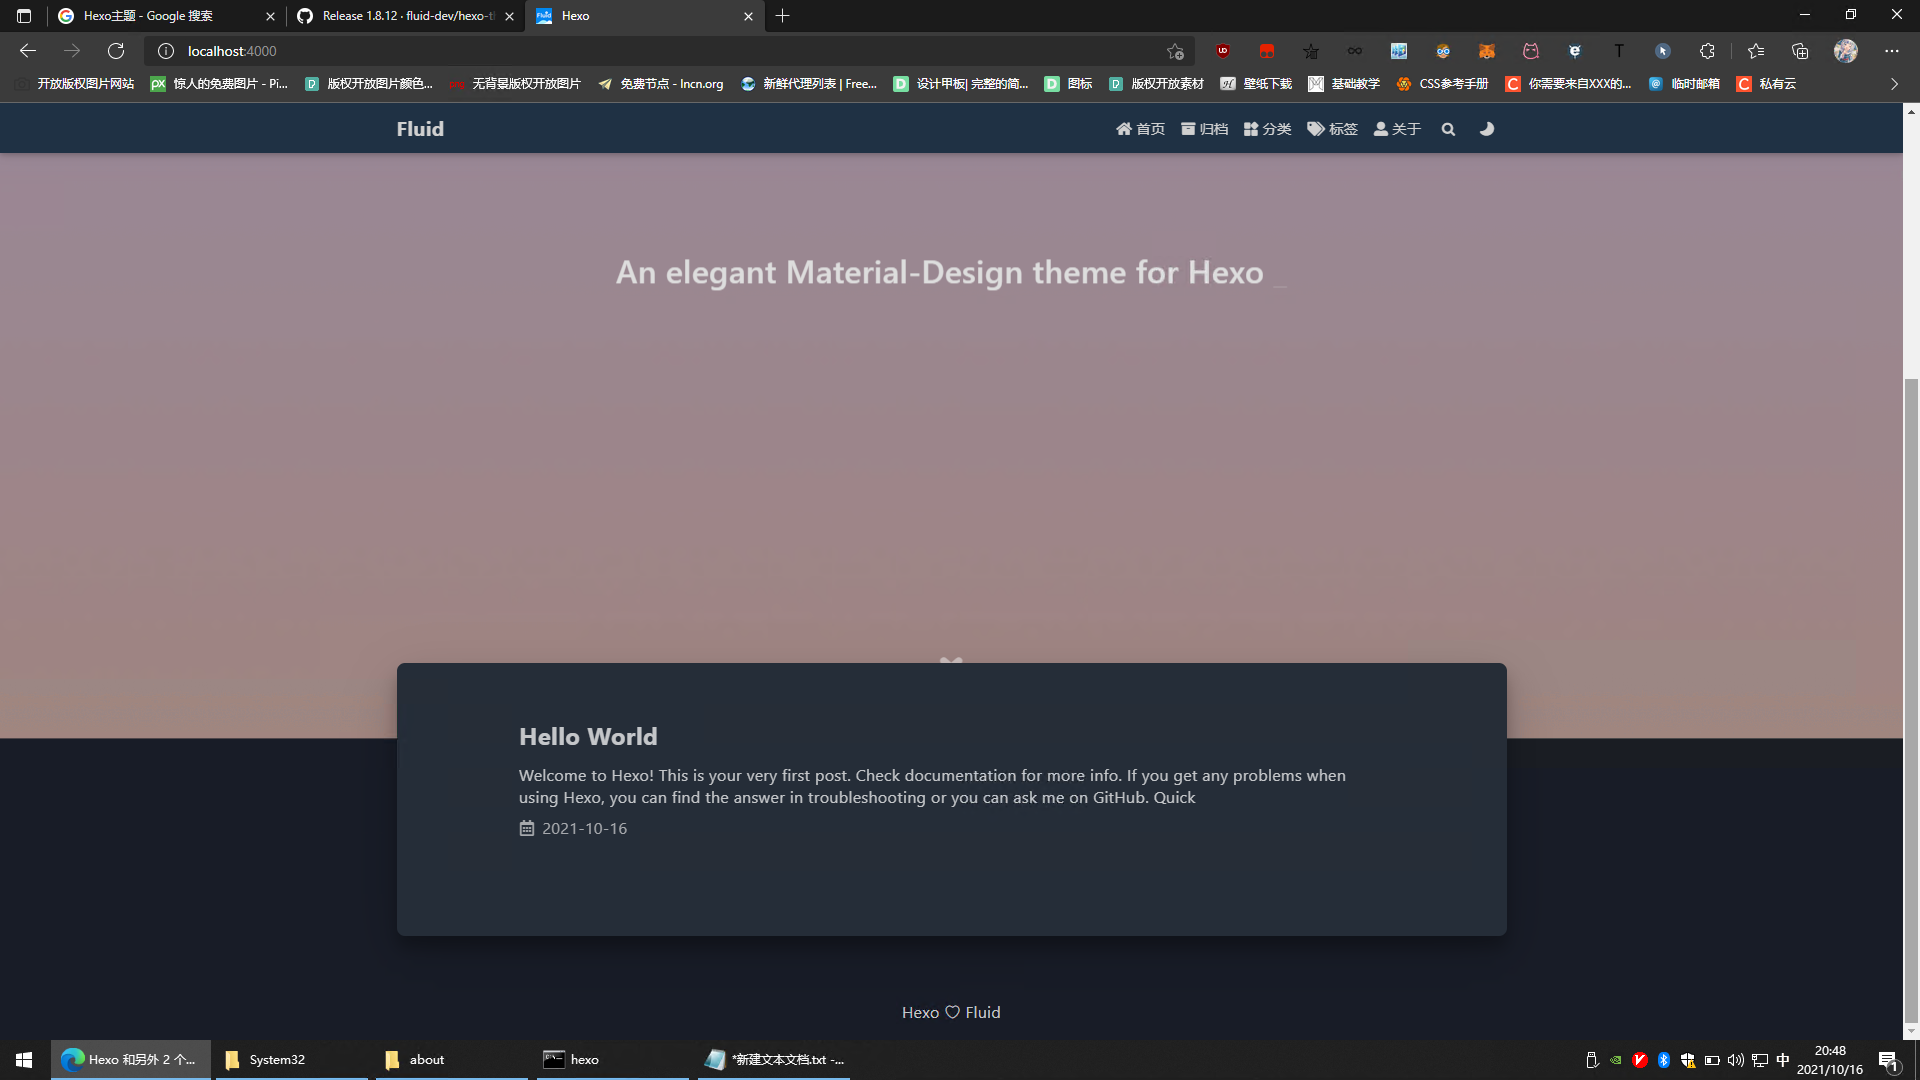 Hexo主题 - Google 搜索
Release 1.8.12 · fluid-dev/hexo-t
Hexo
localhost:4000
开放版权图片网站
惊人的免费图片 - Pi...
版权开放图片颜色...
无背景版权开放图片
免费节点 - lncn.org
新鲜代理列表 | Free...
设计甲板| 完整的简...
图标
版权开放素材
壁纸下载
基础教学
CSS参考手册
你需要来自XXX的...
临时邮箱
私有云
Fluid
首页
归档
分类
标签
关于
An elegant Material-Design theme for Hexo _
Hello World
Welcome to Hexo! This is your very first post. Check documentation for more info. If you get any problems when
using Hexo, you can find the answer in troubleshooting or you can ask me on GitHub. Quick
2021-10-16
Hexo ♡ Fluid
Hexo 和另外 2 个...
System32
about
hexo
*新建文本文档.txt -...
中
20:48
2021/10/16
1